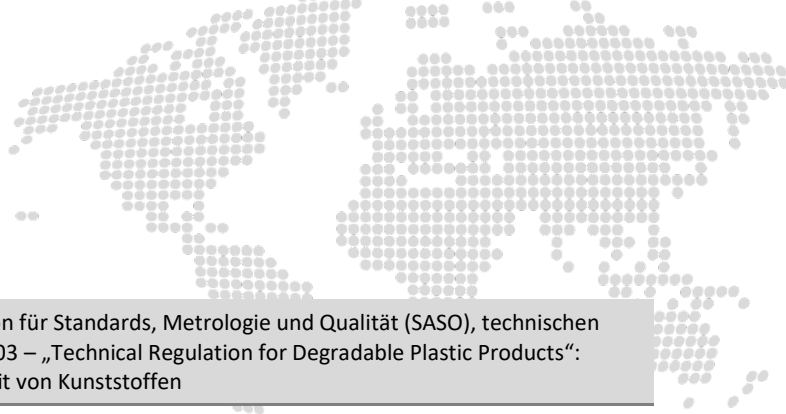 n für Standards, Metrologie und Qualität (SASO), technischen
03 – „Technical Regulation for Degradable Plastic Products“:
it von Kunststoffen